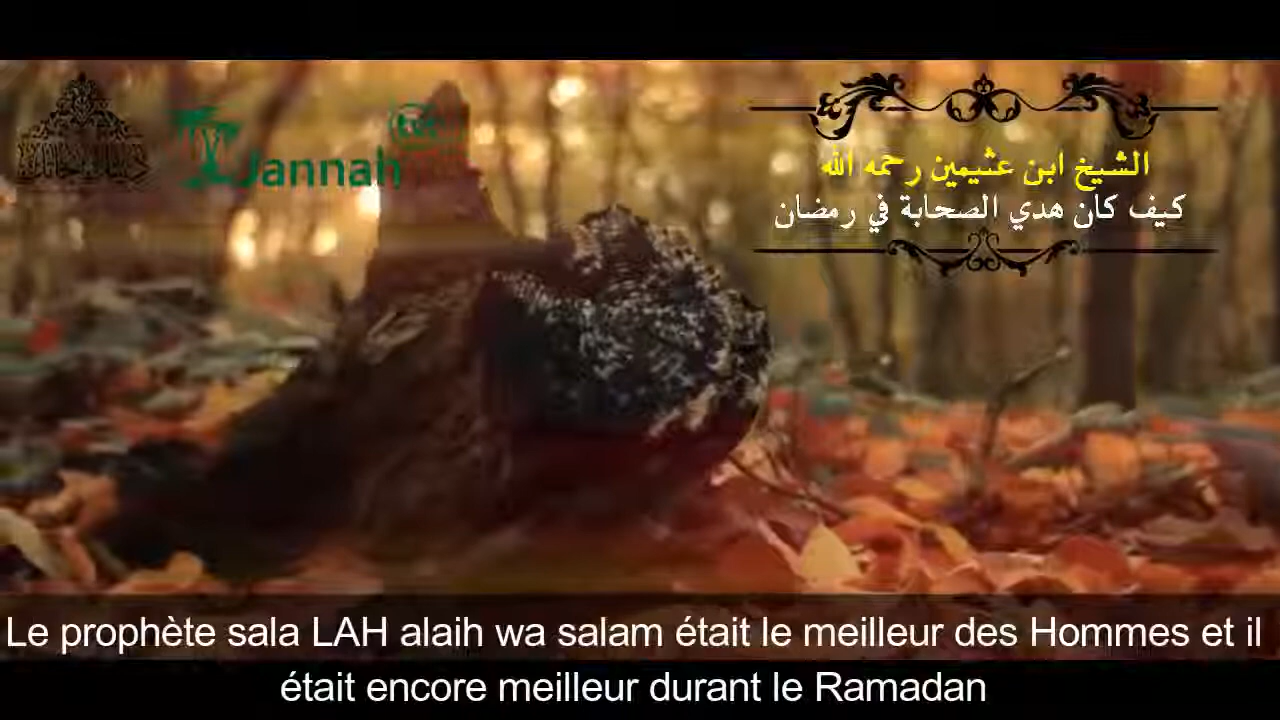 Jannah
tct
الشيخ ابن عثيمين رحمه الله
كيف كان هدي الصحابة في رمضان
Le prophète sala LAH alaih wa salam était le meilleur des Hommes et il
était encore meilleur durant le Ramadan